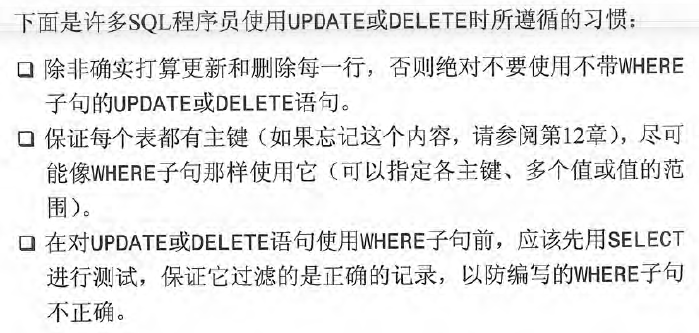 下面是许多SQL程序员使用UPDATE或DELETE时所遵循的习惯：
❑ 除非确实打算更新和删除每一行，否则绝对不要使用不带WHERE
子句的UPDATE或DELETE语句。
❑ 保证每个表都有主键（如果忘记这个内容，请参阅第12章），尽可
能像WHERE子句那样使用它（可以指定各主键、多个值或值的范
围）。
❑ 在对UPDATE或DELETE语句使用WHERE子句前，应该先用SELECT
进行测试，保证它过滤的是正确的记录，以防编写的WHERE子句
不正确。